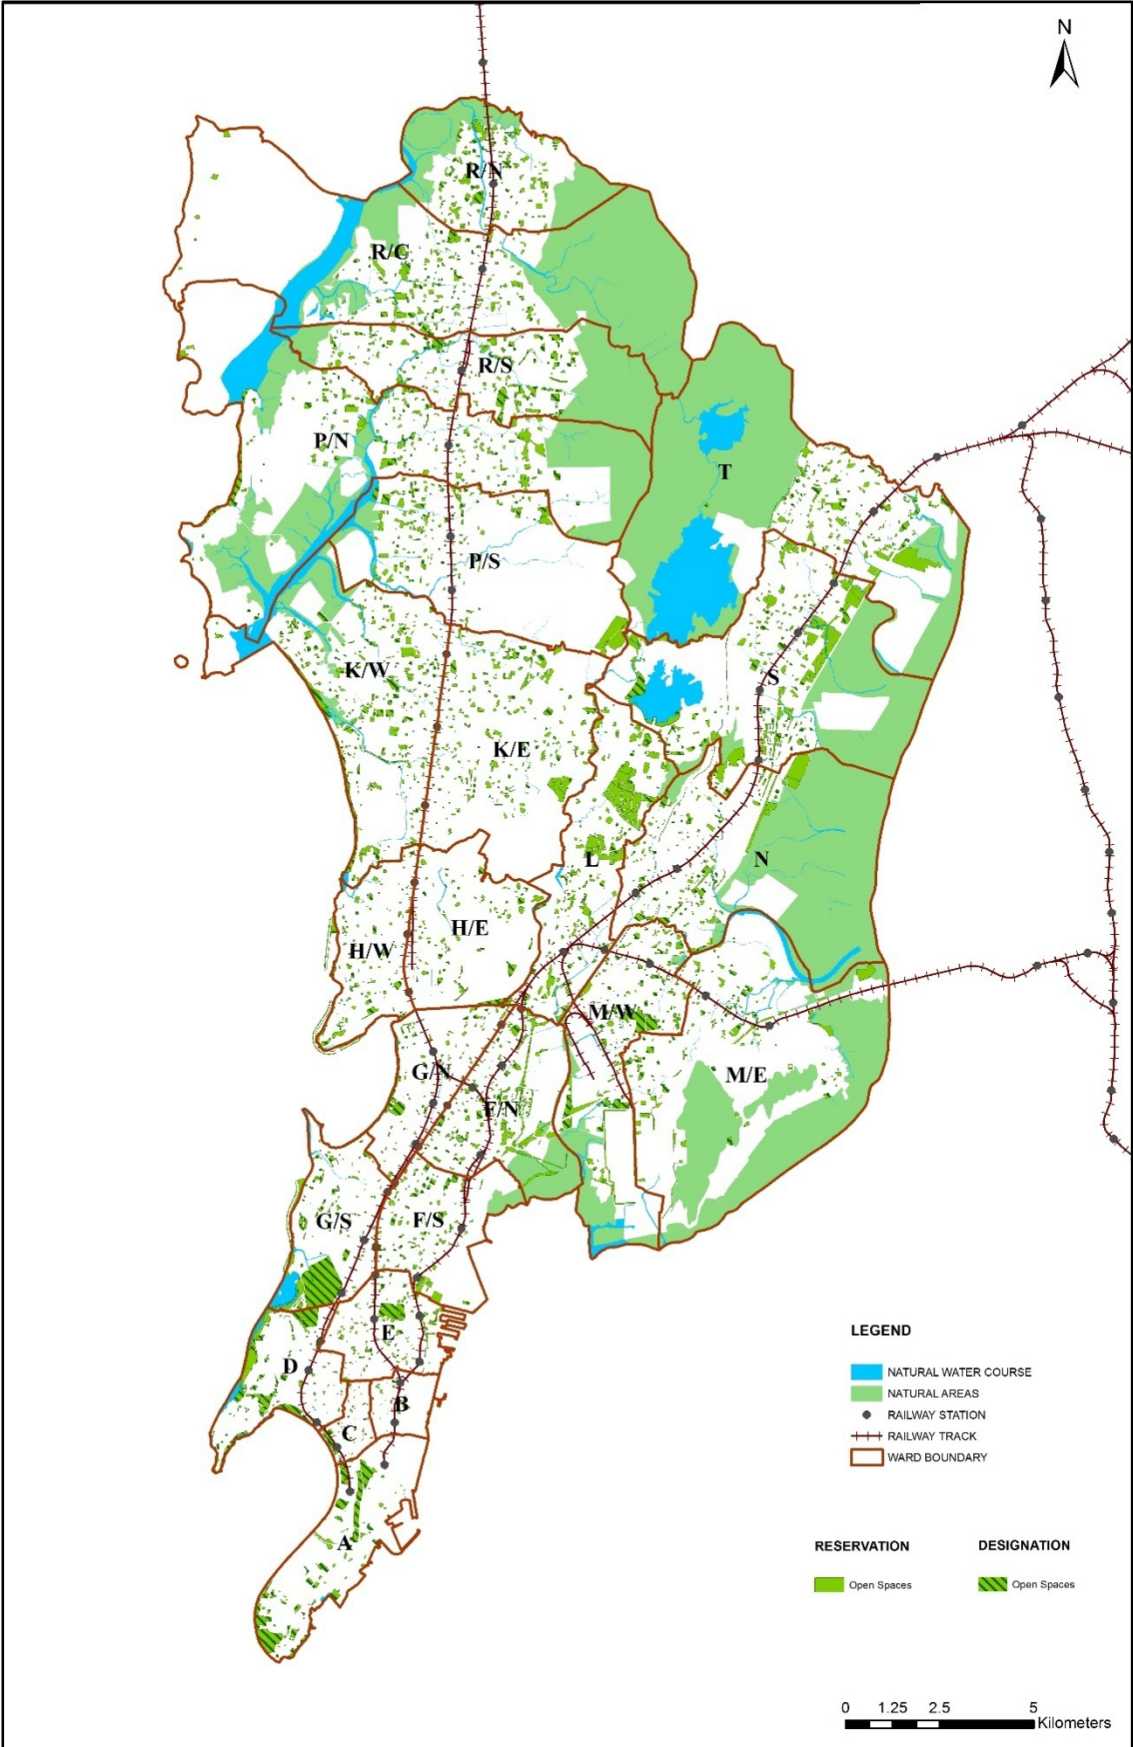 N
R/N
R/C
R/S
P/N
T
P/S
K/W
S
K/E
L
N
H/E
H/W
M/W
G/N
M/E
F/N
G/S
F/S
E
D
B
C
A
LEGEND
NATURAL WATER COURSE
NATURAL AREAS
RAILWAY STATION
RAILWAY TRACK
WARD BOUNDARY
RESERVATION
DESIGNATION
Open Spaces
Open Spaces
0 1.25 2.5 5
Kilometers